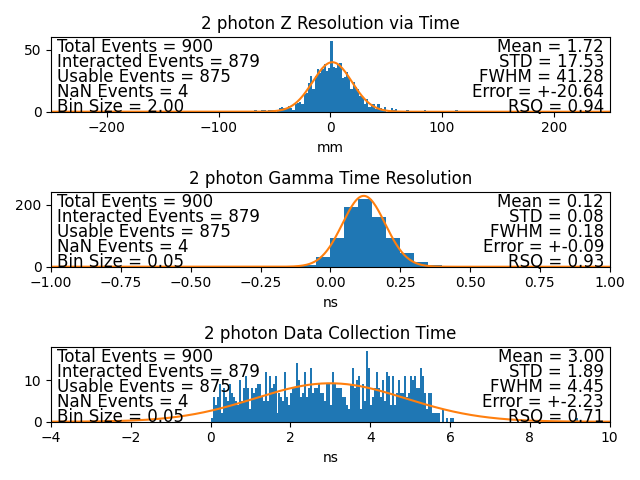 2 photon Z Resolution via Time
Total Events = 900
Interacted Events = 879
Usable Events = 875
NaN Events = 4
Bin Size = 2.00
Mean = 1.72
STD = 17.53
FWHM = 41.28
Error = +-20.64
RSQ = 0.94
50
0
−200 −100 0 100 200
mm
2 photon Gamma Time Resolution
Total Events = 900
Interacted Events = 879
Usable Events = 875
NaN Events = 4
Bin Size = 0.05
Mean = 0.12
STD = 0.08
FWHM = 0.18
Error = +-0.09
RSQ = 0.93
200
0
−1.00 −0.75 −0.50 −0.25 0.00 0.25 0.50 0.75 1.00
ns
2 photon Data Collection Time
Total Events = 900
Interacted Events = 879
Usable Events = 875
NaN Events = 4
Bin Size = 0.05
Mean = 3.00
STD = 1.89
FWHM = 4.45
Error = +-2.23
RSQ = 0.71
10
0
−4 −2 0 2 4 6 8 10
ns